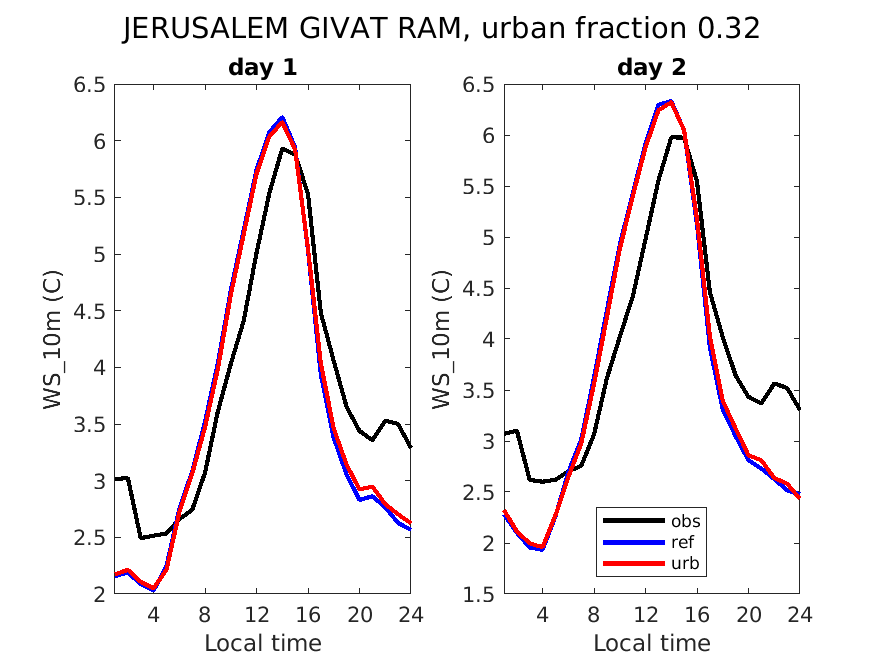 JERUSALEM GIVAT RAM, urban fraction 0.32
day 1
6.5
6
5.5
5
4.5
4
3.5
3
2.5
2
WS_10m (C)
4 8 12 16 20 24
Local time
day 2
6.5
6
5.5
5
4.5
4
3.5
3
2.5
2
1.5
WS_10m (C)
4 8 12 16 20 24
Local time
obs
ref
urb